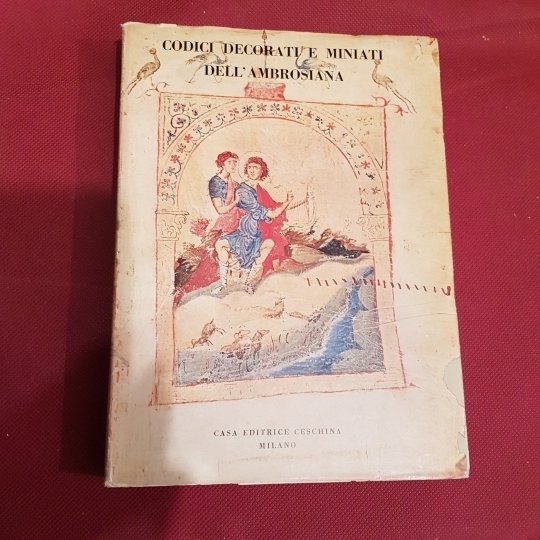 CODICI DECORATI E MINIATI
DELL'AMBROSIANA
CASA EDITRICE CESCHINA
MILANO